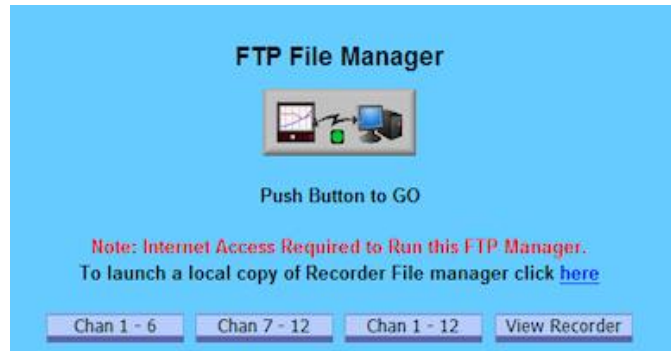 FTP File Manager
Push Button to GO
Note: Internet Access Required to Run this FTP Manager.
To launch a local copy of Recorder File manager click here
Chan 1 - 6 Chan 7 - 12 Chan 1 - 12 View Recorder